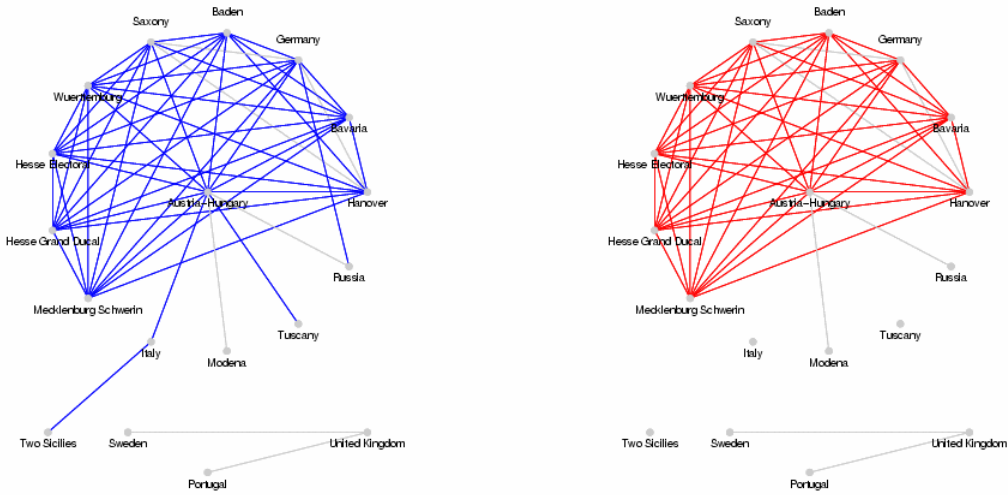 Baden
Saxony
Germany
Wuerttemburg
Bavaria
Hesse Electoral
Austria-Hungary
Hanover
Hesse Grand Ducal
Russia
Mecklenburg Schwerin
Tuscany
Italy
Modena
Two Sicilies
Sweden
United Kingdom
Portugal
Baden
Saxony
Germany
Wuerttemburg
Bavaria
Hesse Electoral
Austria-Hungary
Hanover
Hesse Grand Ducal
Russia
Mecklenburg Schwerin
Tuscany
Italy
Modena
Two Sicilies
Sweden
United Kingdom
Portugal